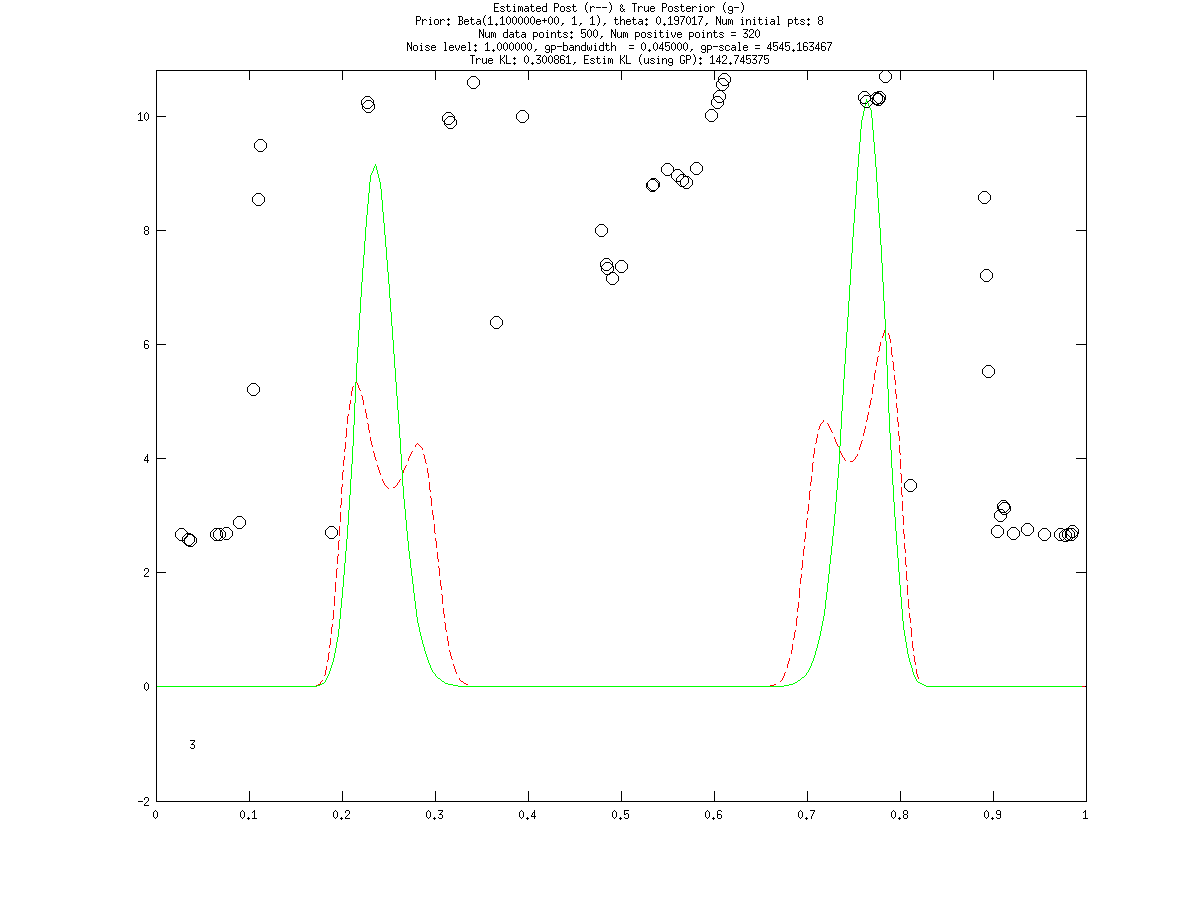 Estimated Post (r--) & True Posterior (g-)
Prior: Beta(1.100000e+00, 1, 1), theta: 0.197017, Num initial pts: 8
Num data points: 500, Num positive points = 320
Noise level: 1.000000, gp-bandwidth  = 0.045000, gp-scale = 4545.163467
True KL: 0.300861, Estim KL (using GP): 142.745375
10
8
6
4
2
0
3
-2
0 0.1 0.2 0.3 0.4 0.5 0.6 0.7 0.8 0.9 1